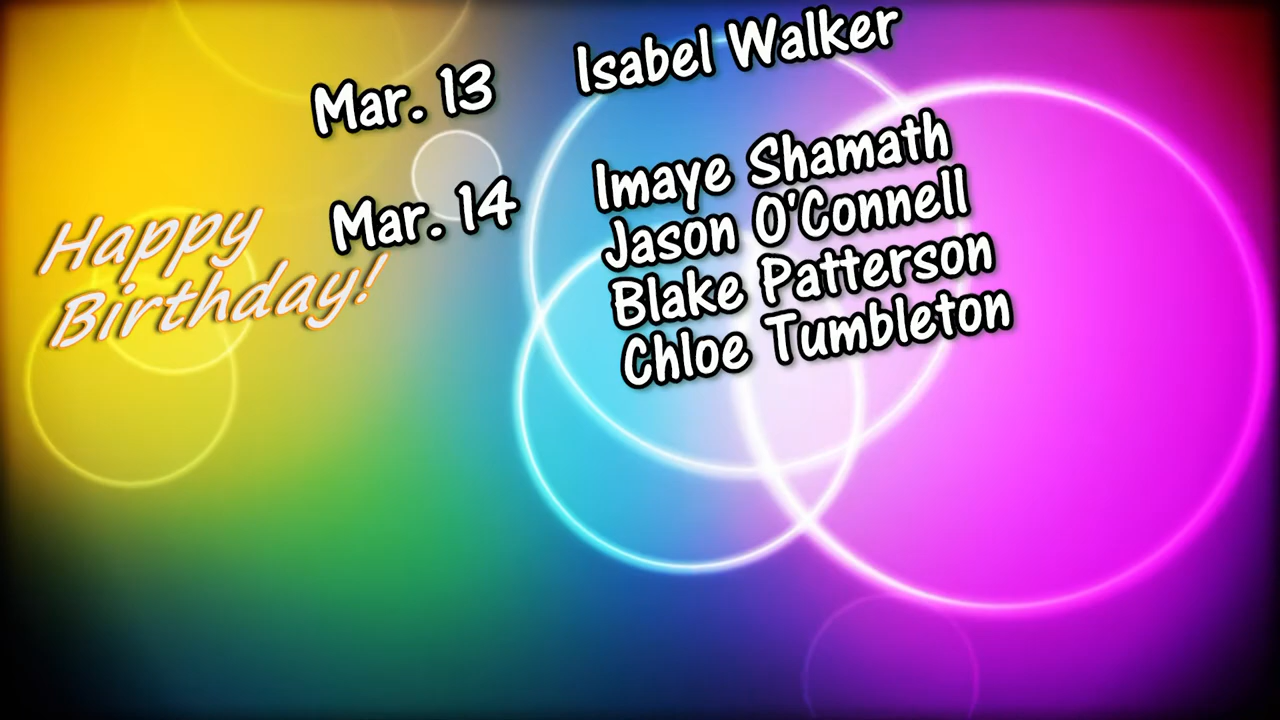 Mar. 13 Isabel Walker
Mar. 14 Imaye Shamath
Jason O'Connell
Blake Patterson
Chloe Tumbleton
Happy
Birthday!